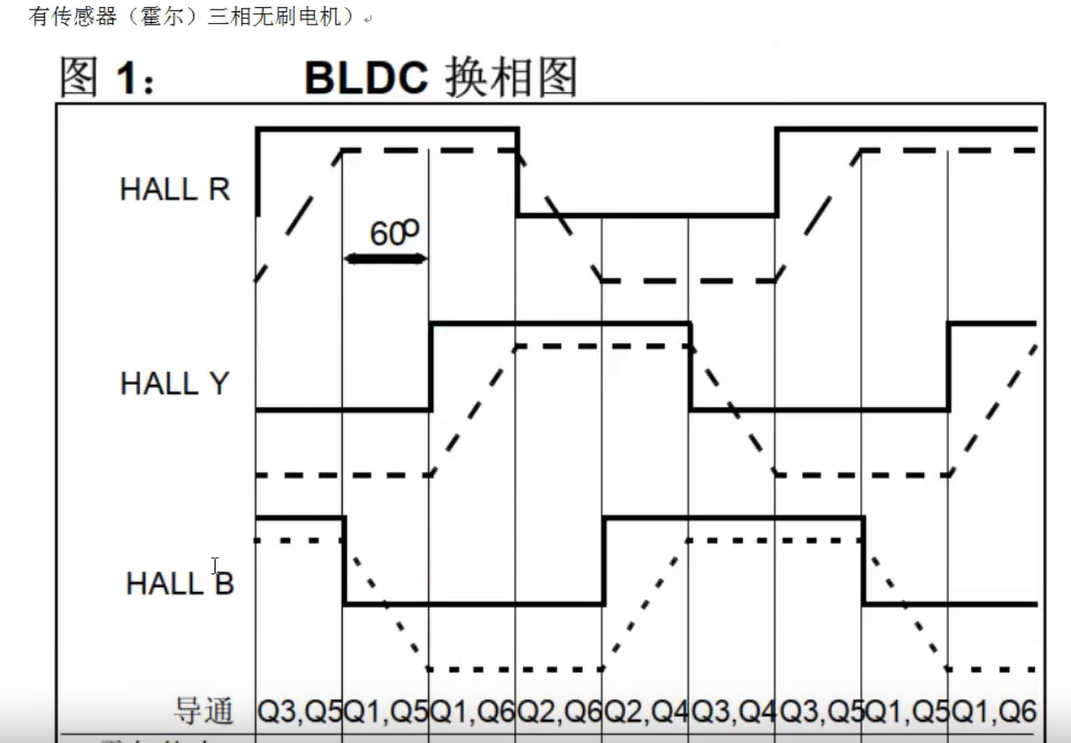 有传感器（霍尔）三相无刷电机）
图 1： BLDC 换相图
HALL R
60o
HALL Y
HALL B
导通 Q3,Q5 Q1,Q5 Q1,Q6 Q2,Q6 Q2,Q4 Q3,Q4 Q3,Q5 Q1,Q5 Q1,Q6